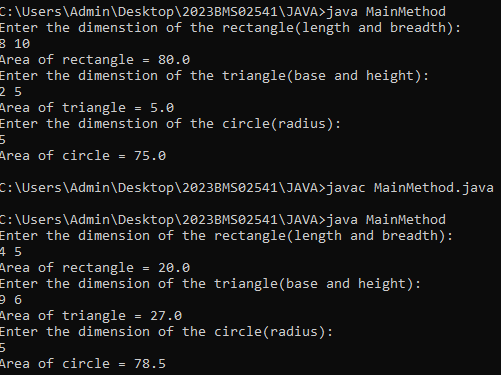 C:\Users\Admin\Desktop\2023BMS02541\JAVA>java MainMethod
Enter the dimenstion of the rectangle(length and breadth):
8 10
Area of rectangle = 80.0
Enter the dimenstion of the triangle(base and height):
2 5
Area of triangle = 5.0
Enter the dimenstion of the circle(radius):
5
Area of circle = 75.0
C:\Users\Admin\Desktop\2023BMS02541\JAVA>javac MainMethod.java
C:\Users\Admin\Desktop\2023BMS02541\JAVA>java MainMethod
Enter the dimension of the rectangle(length and breadth):
4 5
Area of rectangle = 20.0
Enter the dimension of the triangle(base and height):
9 6
Area of triangle = 27.0
Enter the dimension of the circle(radius):
5
Area of circle = 78.5